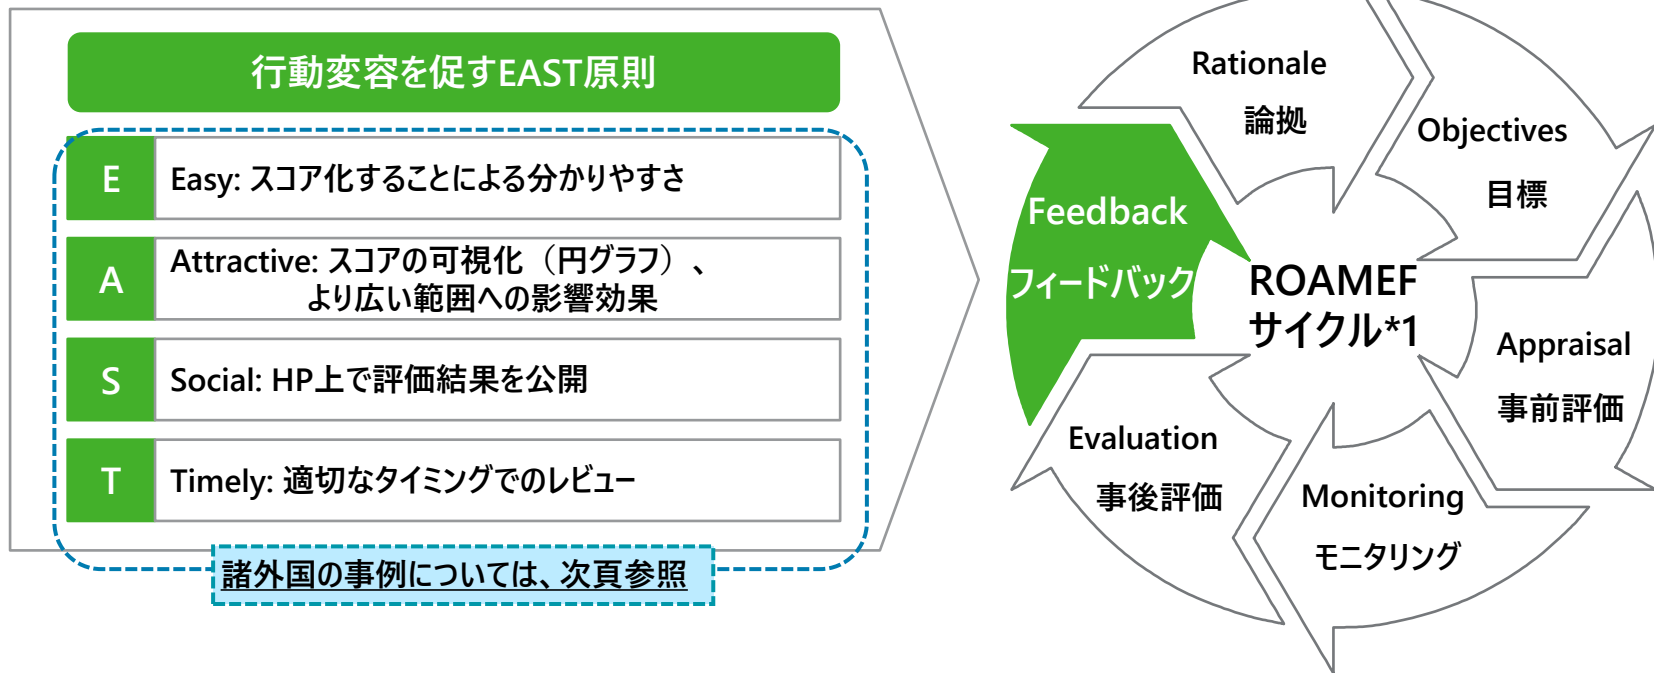 行動変容を促すEAST原則
E
Easy: スコア化することによる分かりやすさ
A
Attractive: スコアの可視化（円グラフ）、
より広い範囲への影響効果
S
Social: HP上で評価結果を公開
T
Timely: 適切なタイミングでのレビュー
諸外国の事例については、次頁参照
Rationale
論拠
Objectives
目標
Appraisal
事前評価
Monitoring
モニタリング
Evaluation
事後評価
Feedback
フィードバック
ROAMEF
サイクル*1